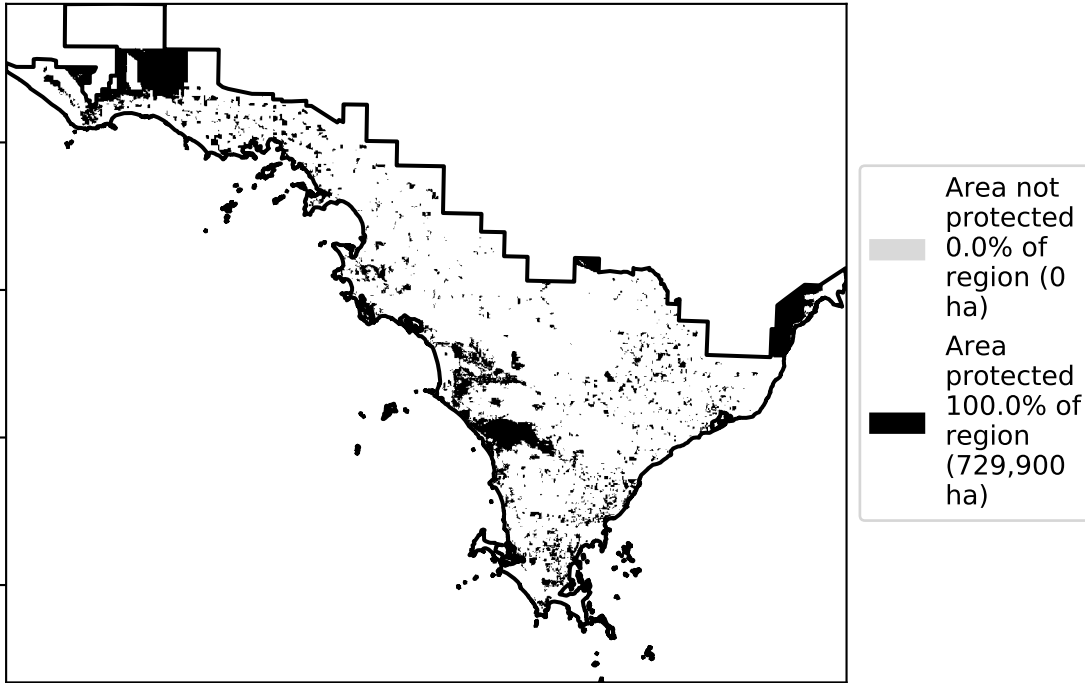 Area not
protected
0.0% of
region (0
ha)
Area
protected
100.0% of
region
(729,900
ha)